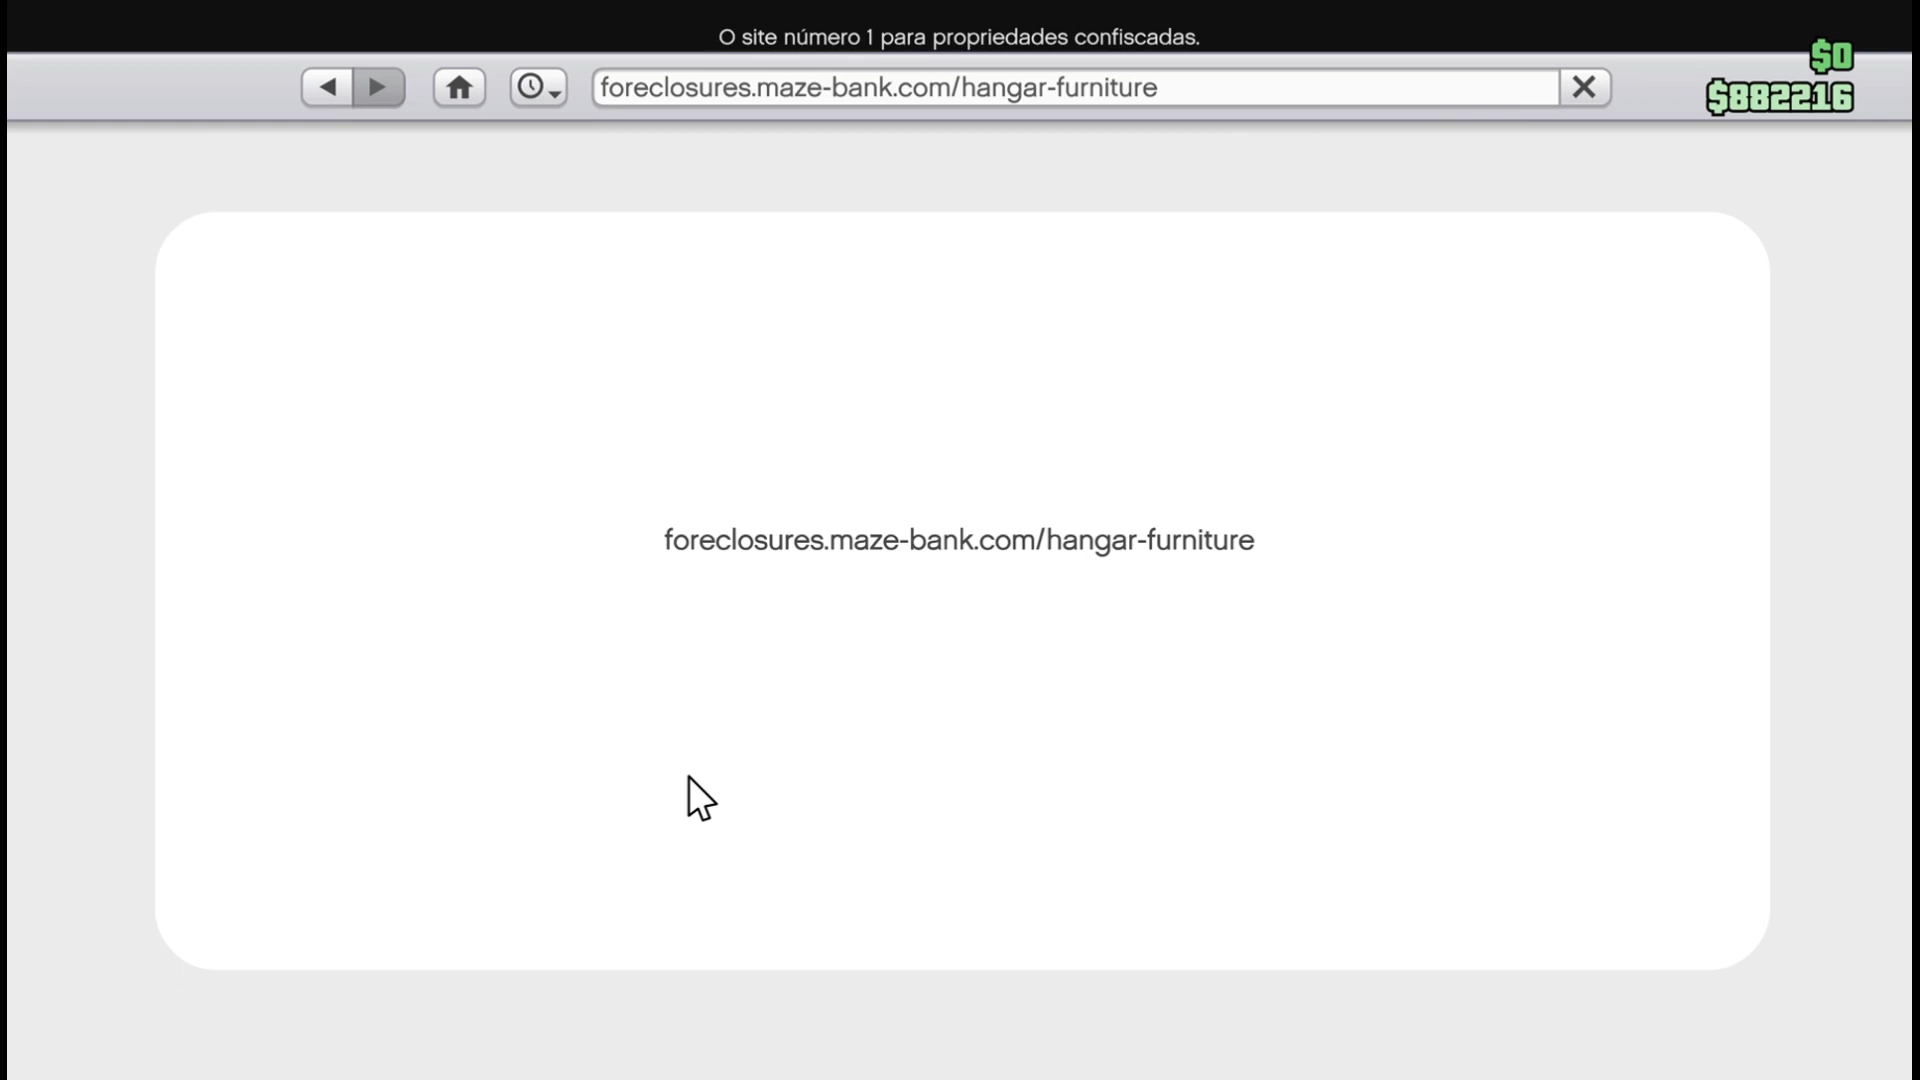 O site número 1 para propriedades confiscadas.
$0
foreclosures.maze-bank.com/hangar-furniture
$882216
foreclosures.maze-bank.com/hangar-furniture